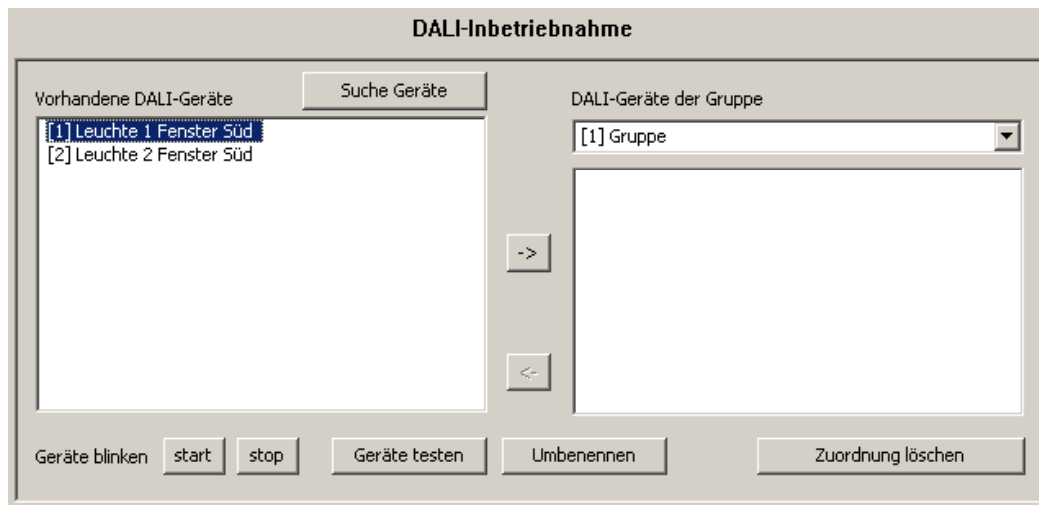 DALI-Inbetriebnahme
Vorhandene DALI-Geräte
Suche Geräte
DALI-Geräte der Gruppe
[1] Leuchte 1 Fenster Süd
[2] Leuchte 2 Fenster Süd
[1] Gruppe
->
<-
Geräte blinken
start
stop
Geräte testen
Umbenennen
Zuordnung löschen